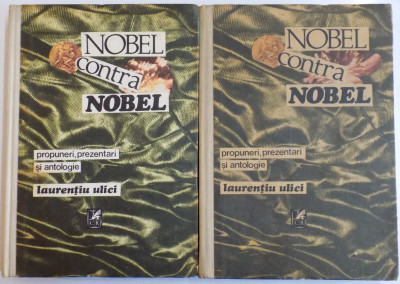 NOBEL
contra
NOBEL
propuneri, prezentari
si antologie
laurenţiu ulici
NOBEL
contra
NOBEL
propuneri, prezentari
si antologie
laurenţiu ulici